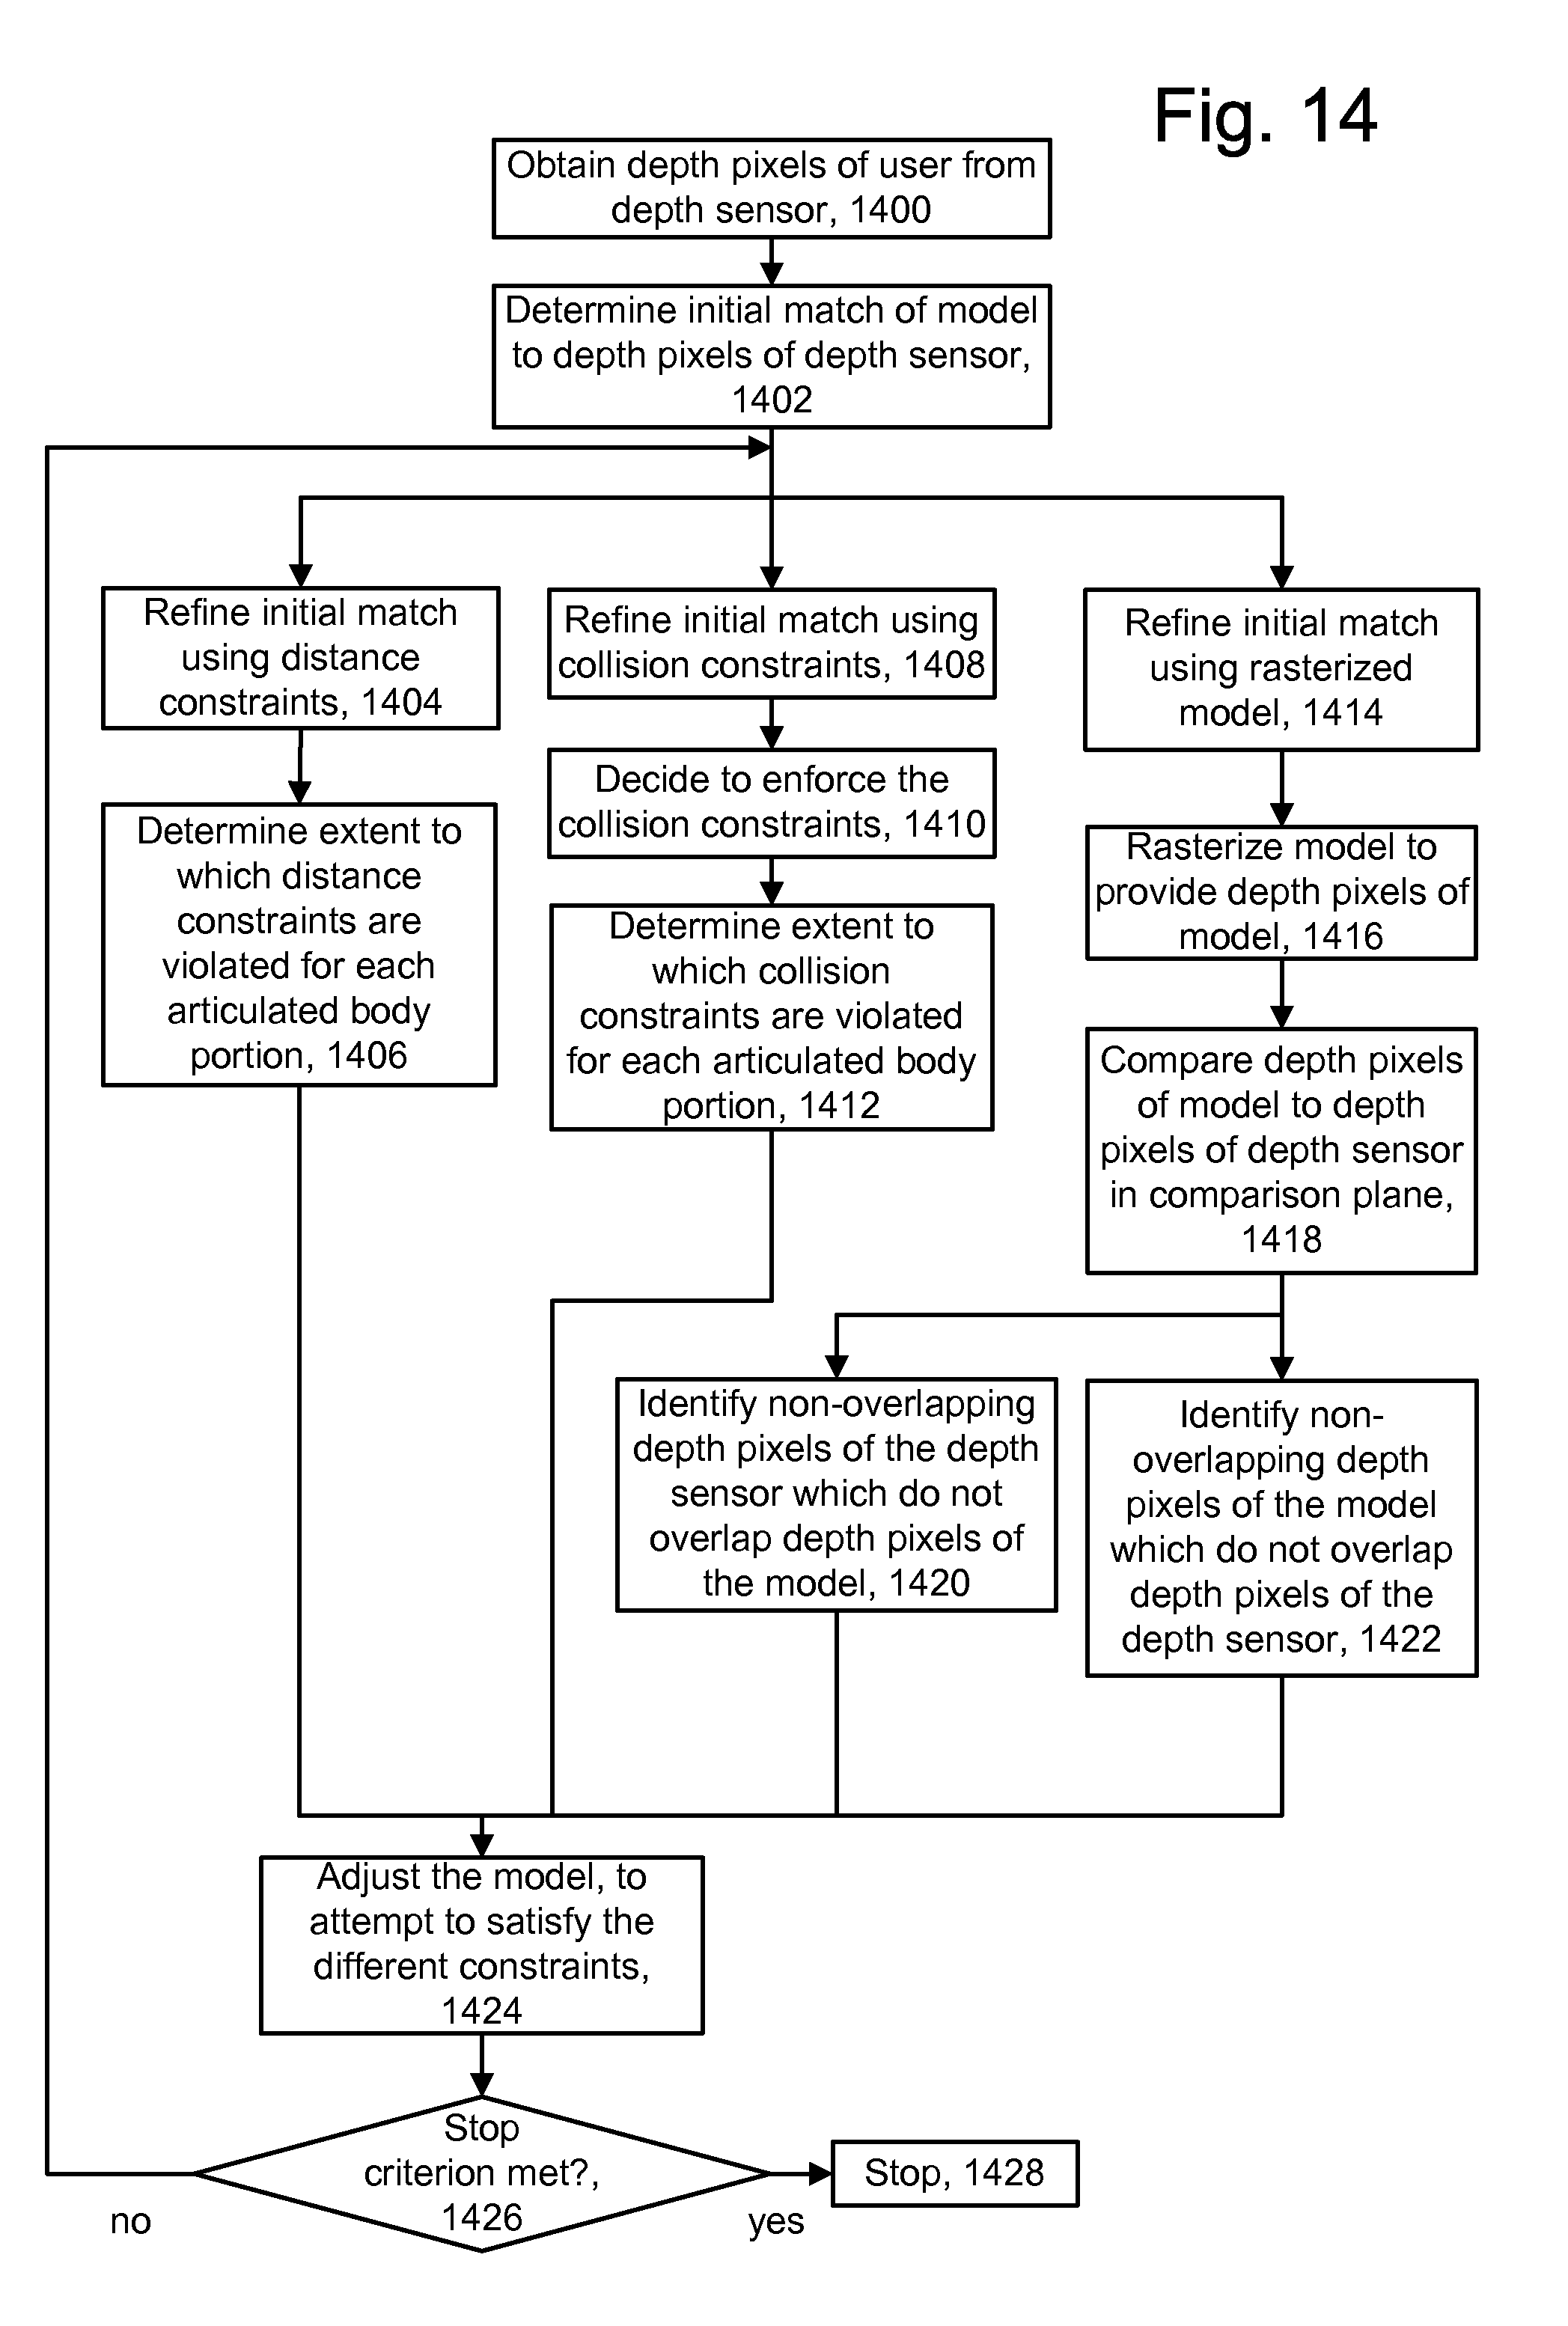 Fig. 14
Obtain depth pixels of user from
depth sensor, 1400
Determine initial match of model
to depth pixels of depth sensor,
1402
Refine initial match
using distance
constraints, 1404
Determine extent to
which distance
constraints are
violated for each
articulated body
portion, 1406
Refine initial match using
collision constraints, 1408
Decide to enforce the
collision constraints, 1410
Determine extent to
which collision
constraints are violated
for each articulated body
portion, 1412
Refine initial match
using rasterized
model, 1414
Rasterize model to
provide depth pixels of
model, 1416
Compare depth pixels
of model to depth
pixels of depth sensor
in comparison plane,
1418
Identify non-overlapping
depth pixels of the depth
sensor which do not
overlap depth pixels of
the model, 1420
Identify non-
overlapping depth
pixels of the model
which do not overlap
depth pixels of the
depth sensor, 1422
Adjust the model, to
attempt to satisfy the
different constraints,
1424
Stop
criterion met?,
1426
no
yes
Stop, 1428